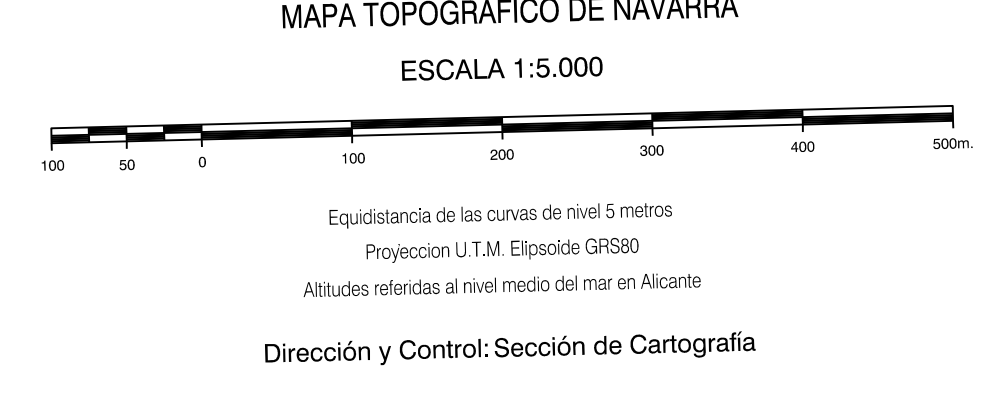 MAPA TOPOGRAFICO DE NAVARRA
ESCALA 1:5.000
100 50 0 100 200 300 400 500m.
Equidistancia de las curvas de nivel 5 metros
Proyeccion U.T.M. Elipsoide GRS80
Altitudes referidas al nivel medio del mar en Alicante
Dirección y Control: Sección de Cartografía